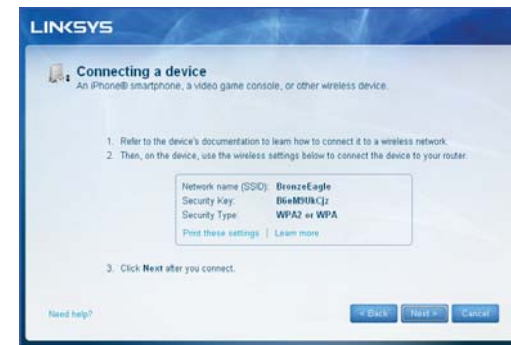 LINKSYS
Connecting a device
An iPhone® smartphone, a video game console, or other wireless device.
1. Refer to the device's documentation to learn how to connect it to a wireless network.
2. Then, on the device, use the wireless settings below to connect the device to your router.
Network name (SSID): BronzeEagle
Security Key: B6eM9UkCjz
Security Type: WPA2 or WPA
Print these settings | Learn more
3. Click Next after you connect.
Need help? < Back Next > Cancel